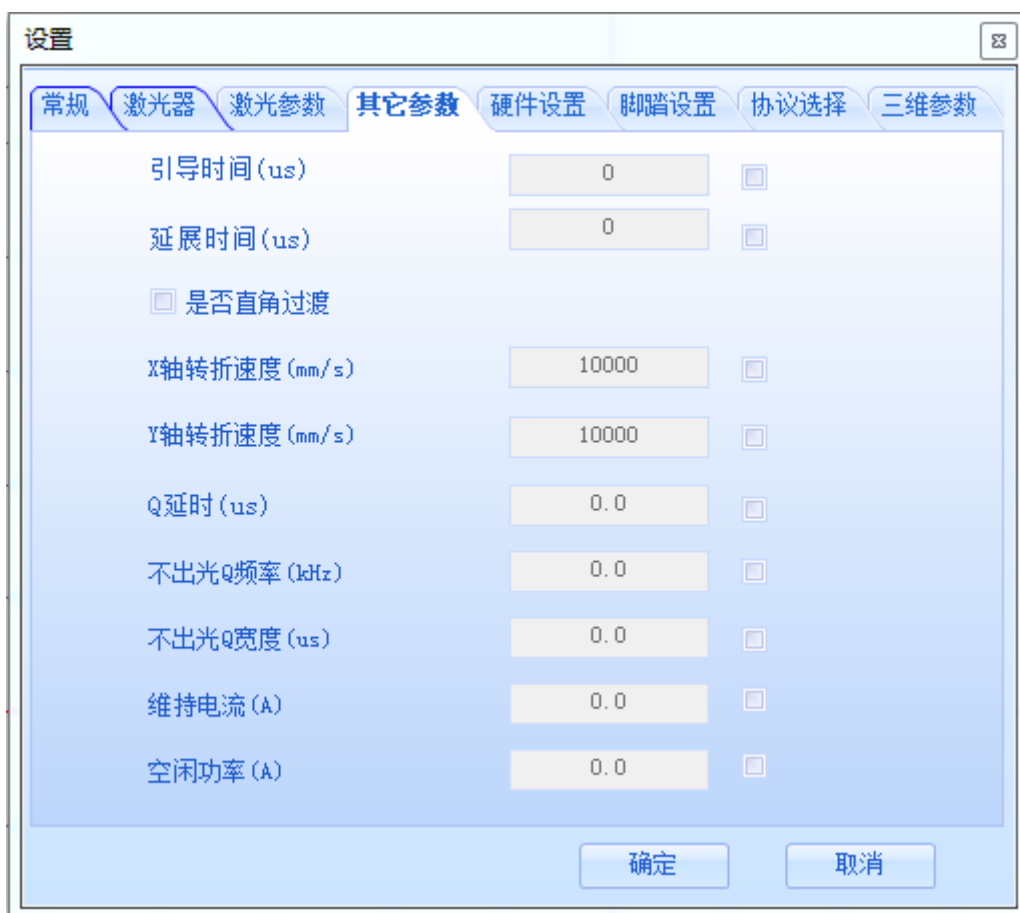 设置
常规 激光器 激光参数 其它参数 硬件设置 脚踏设置 协议选择 三维参数
引导时间(us) 0
延展时间(us) 0
是否直角过渡
X轴转折速度(mm/s) 10000
Y轴转折速度(mm/s) 10000
Q延时(us) 0.0
不出光Q频率(kHz) 0.0
不出光Q宽度(us) 0.0
维持电流(A) 0.0
空闲功率(A) 0.0
确定 取消